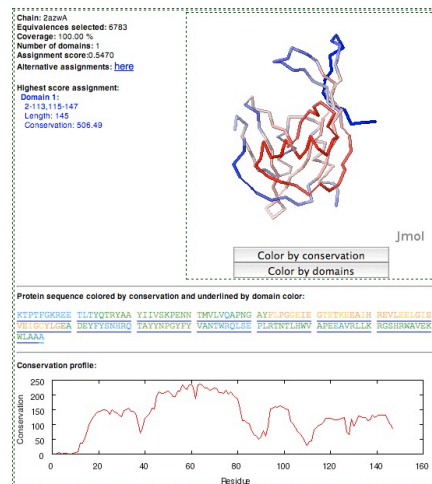 Chain: 2azwA
Equivalences selected: 6783
Coverage: 100.00 %
Number of domains: 1
Assignment score:0.5470
Alternative assignments: here
Highest score assignment:
Domain 1:
2-113,115-147
Length: 145
Conservation: 506.49
Jmol
Color by conservation
Color by domains
Protein sequence colored by conservation and underlined by domain color:
KTPTFGKREE TLTYQTRYAA YIIVSKPENN TMVLVQAPNG AYFLPGGEIE GTETKEEAIH REVLEELGIE
VEIGCYLGEA DEYFYSNHRQ TAYYNPGYFY VANTWRQLSE PLERTNTLHWV APEEAVRLLK RGSHRWAVEK
WLAAA
Conservation profile:
250
200
150
100
50
0
Conservation
0 20 40 60 80 100 120 140 160
Residue